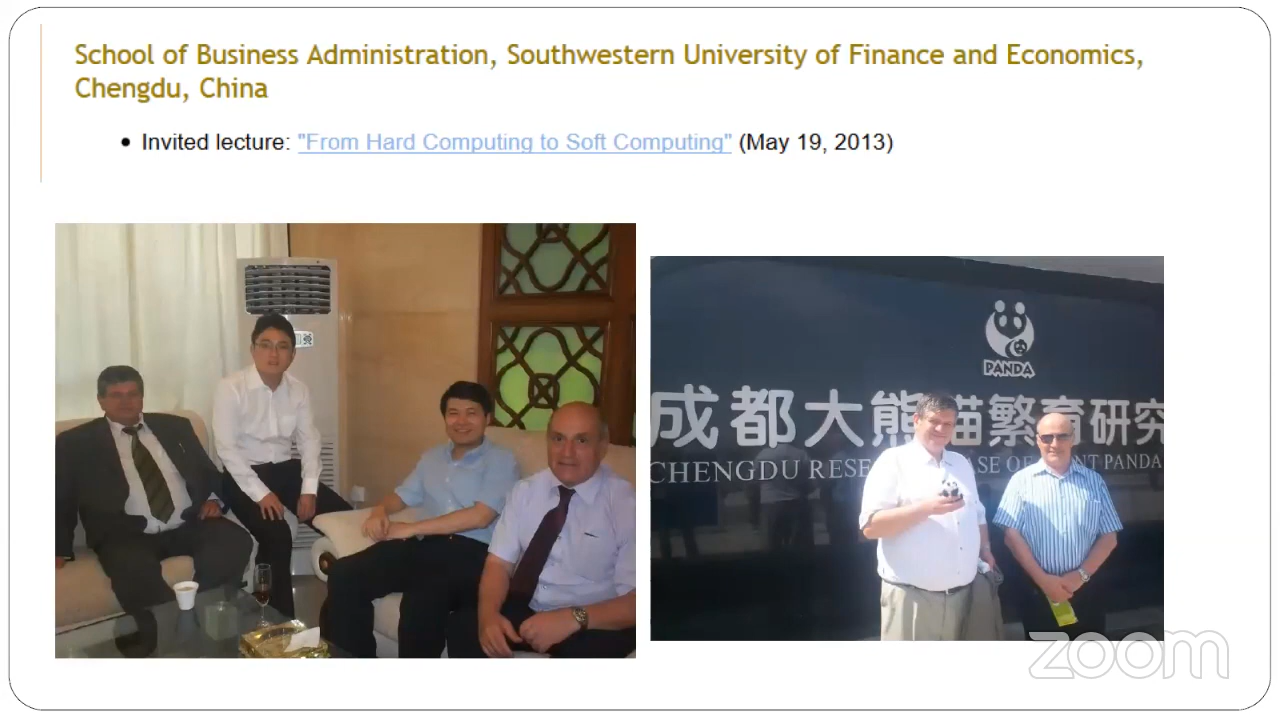 School of Business Administration, Southwestern University of Finance and Economics,
Chengdu, China
• Invited lecture: "From Hard Computing to Soft Computing" (May 19, 2013)
PANDA
成都大熊猫繁育研究
CHENGDU RESE ASE OF ANT PANDA
zoom